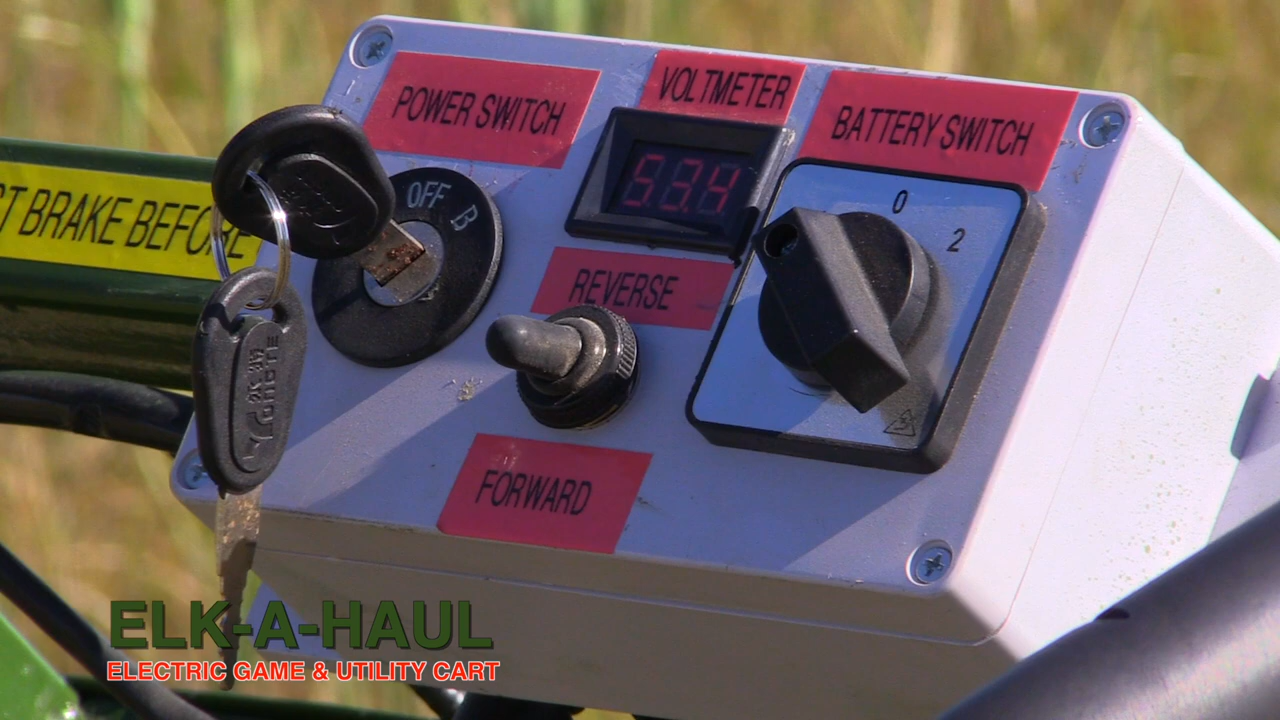 POWER SWITCH
VOLTMETER
BATTERY SWITCH
OFF
B
53.4
0
2
CT BRAKE BEFORE
REVERSE
FORWARD
ELK-A-HAUL
ELECTRIC GAME & UTILITY CART